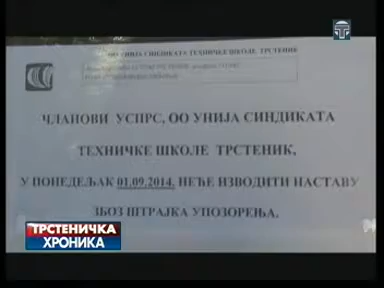 УНИЈА СИНДИКАТА ТЕХНИЧКЕ ШКОЛЕ ТРСТЕНИК
ЧЛАНОВИ УСПРС, ОО УНИЈА СИНДИКАТА
ТЕХНИЧКЕ ШКОЛЕ ТРСТЕНИК,
У ПОНЕДЕЉАК 01.09.2014. НЕЋЕ ИЗВОДИТИ НАСТАВУ
ЗБОГ ШТРАЈКА УПОЗОРЕЊА.
ТРСТЕНИЧКА
ХРОНИКА